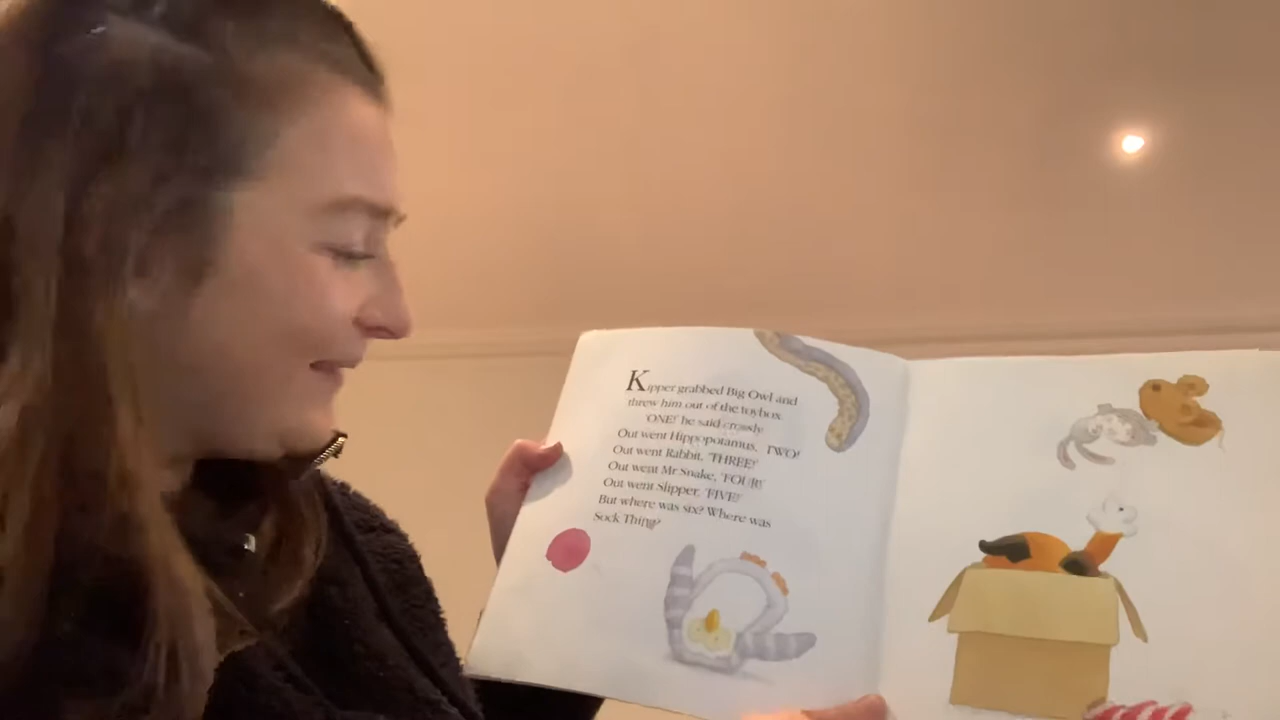 Kipper grabbed Big Owl and
threw him out of the toybox.
'ONE!' he said crossly.
Out went Hippopotamus, 'TWO!'
Out went Rabbit, 'THREE!'
Out went Mr Snake, 'FOUR!'
Out went Slipper, 'FIVE!'
But where was six? Where was
Sock Thing?